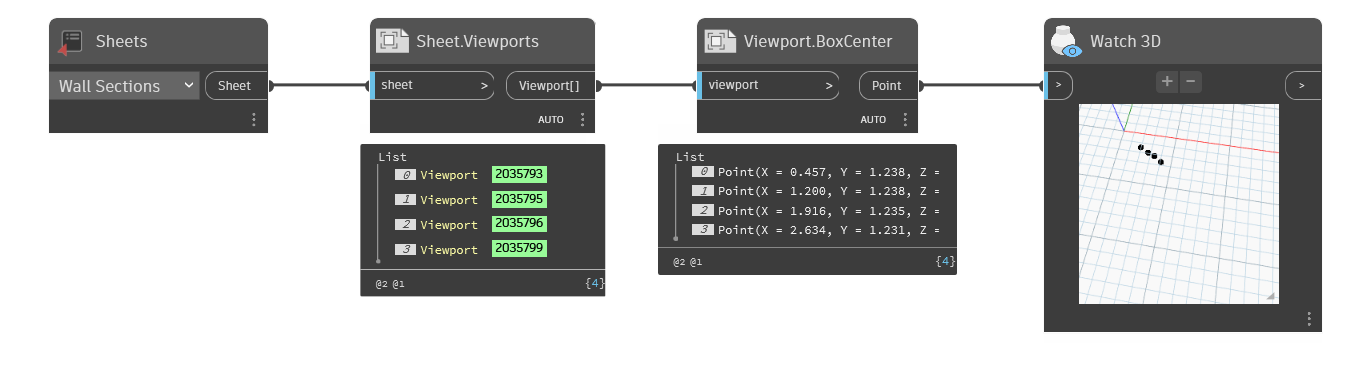 Sheets
Wall Sections
Sheet
Sheet.Viewports
sheet >
Viewport[]
AUTO
List
0 Viewport 2035793
1 Viewport 2035795
2 Viewport 2035796
3 Viewport 2035799
@2 @1 {4}
Viewport.BoxCenter
viewport >
Point
AUTO
List
0 Point(X = 0.457, Y = 1.238, Z =
1 Point(X = 1.200, Y = 1.238, Z =
2 Point(X = 1.916, Y = 1.235, Z =
3 Point(X = 2.634, Y = 1.231, Z =
@2 @1 {4}
Watch 3D
> + − >